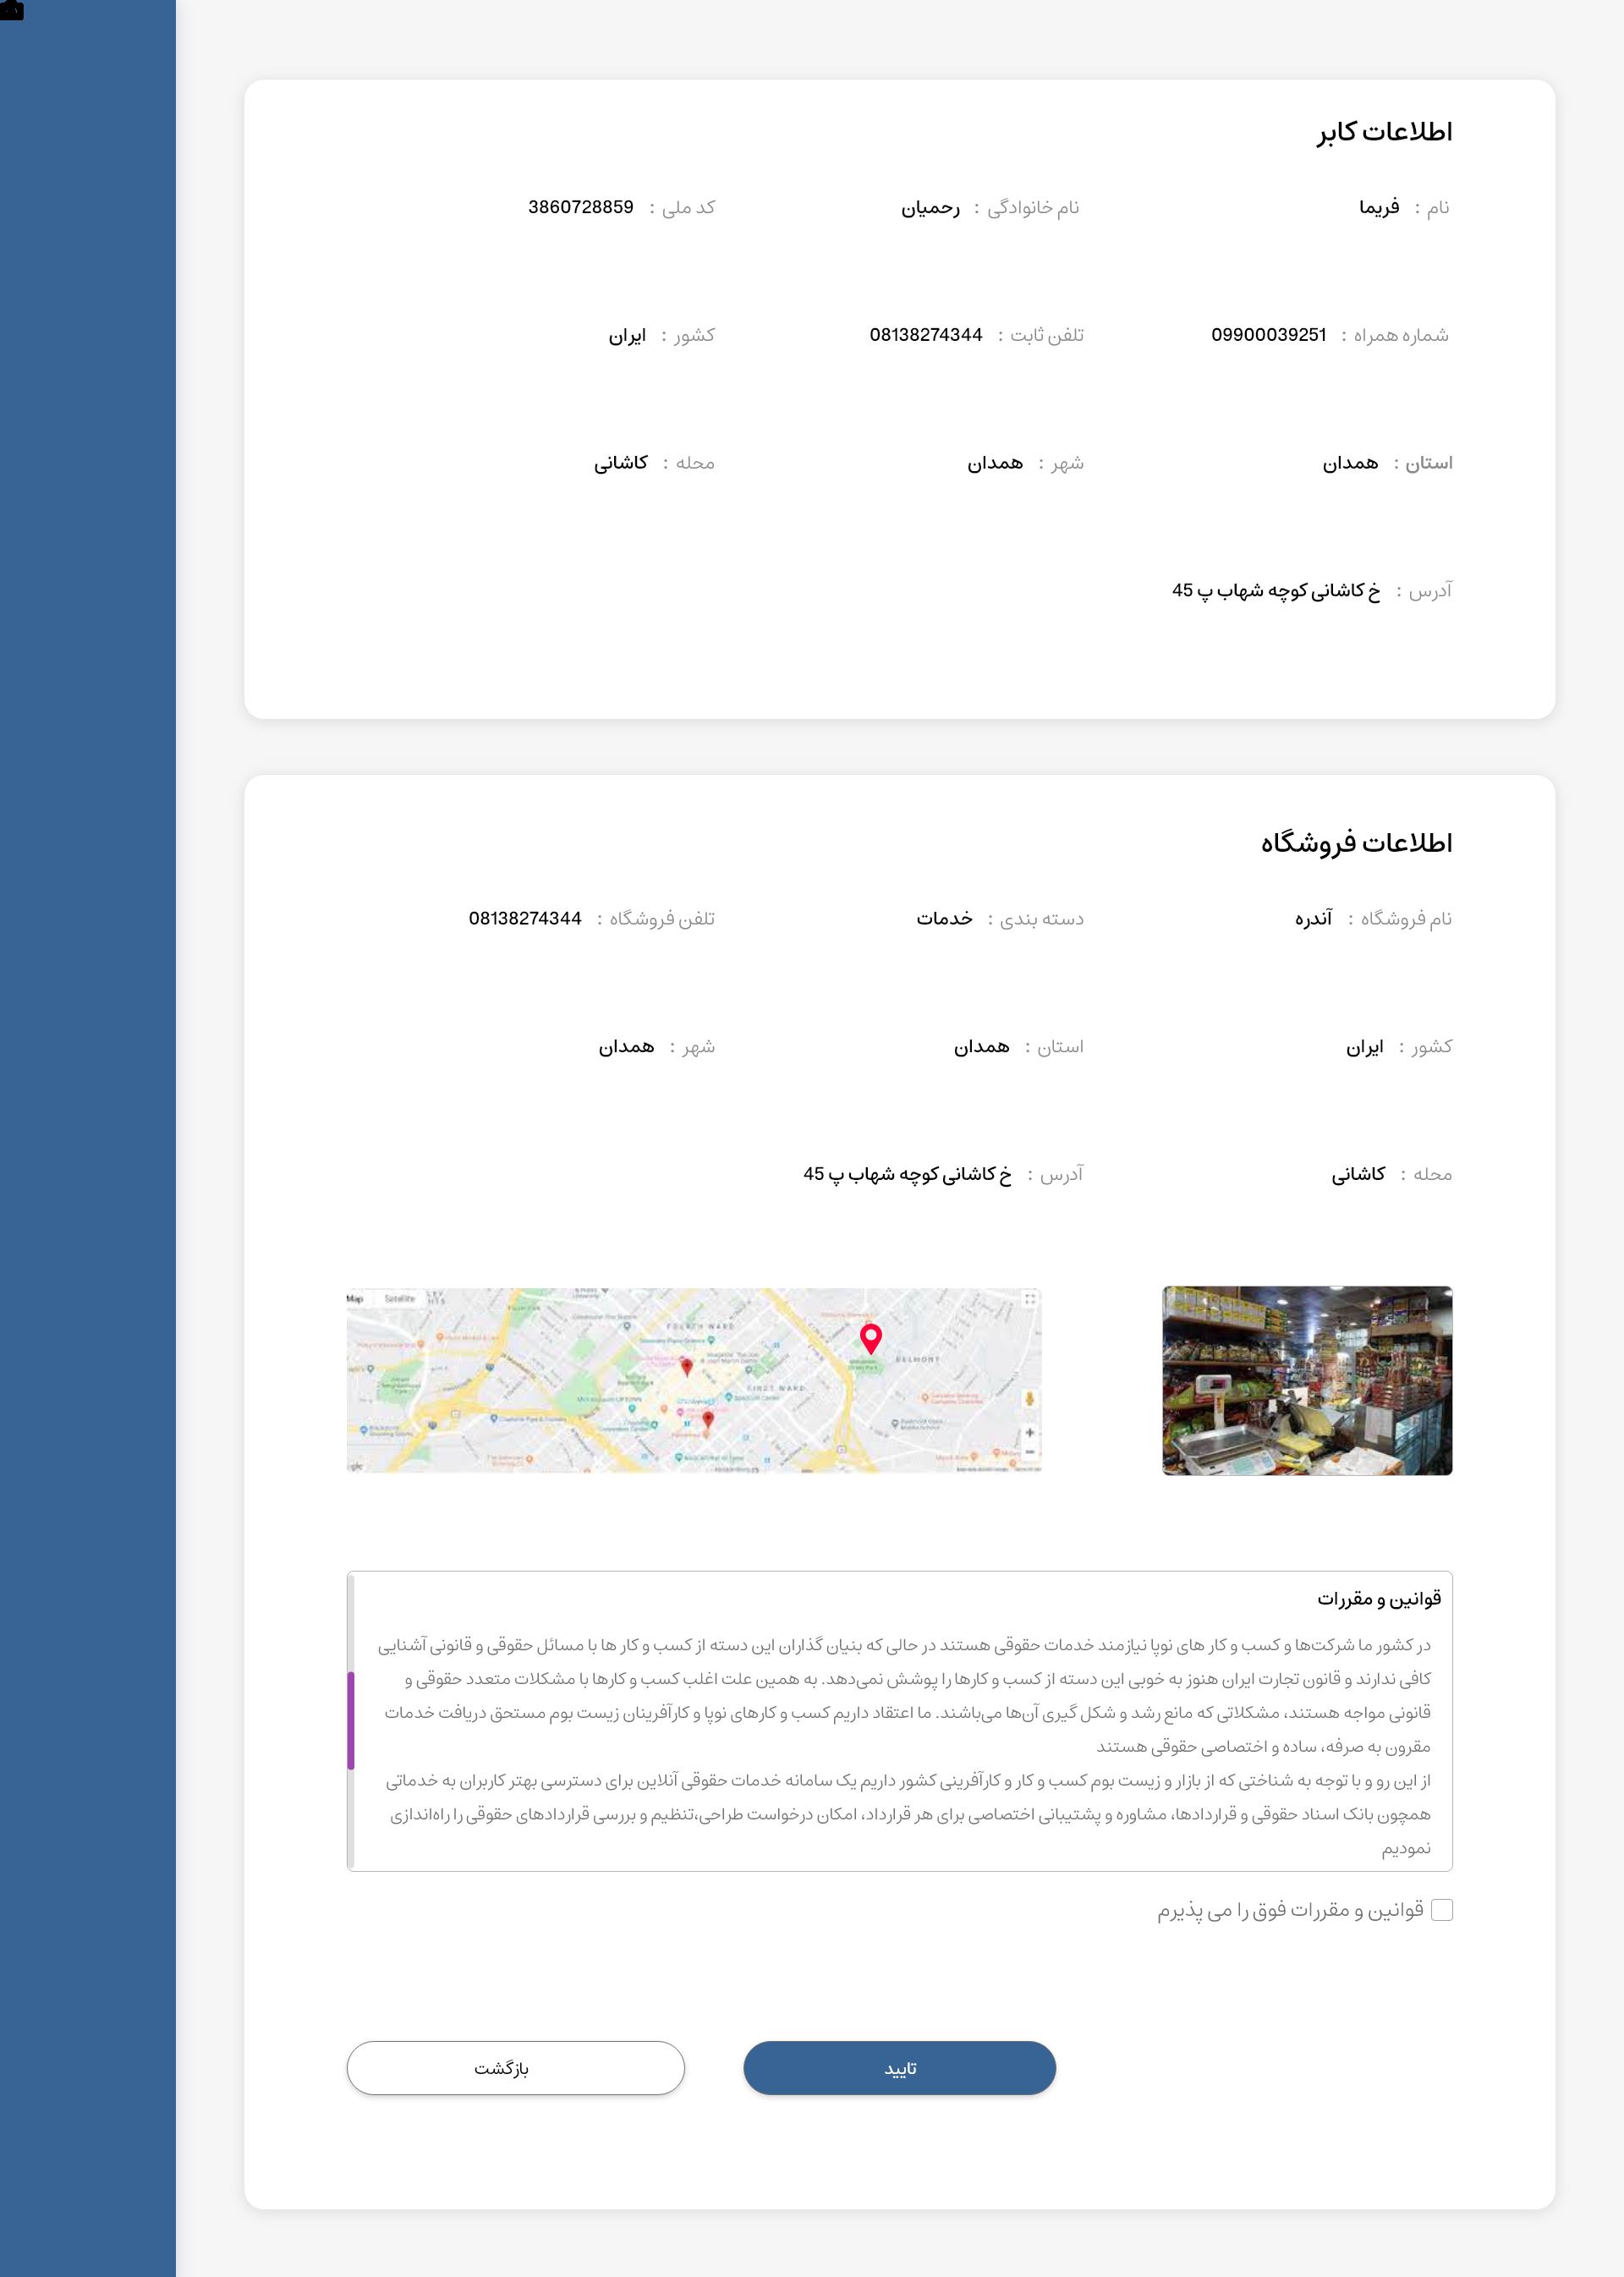 اطلاعات کابر
نام : فریما
نام خانوادگی : رحمیان
کد ملی : 3860728859
شماره همراه : 09900039251
تلفن ثابت : 08138274344
کشور : ایران
استان : همدان
شهر : همدان
محله : کاشانی
آدرس : خ کاشانی کوچه شهاب پ 45
اطلاعات فروشگاه
نام فروشگاه : آندره
دسته بندی : خدمات
تلفن فروشگاه : 08138274344
کشور : ایران
استان : همدان
شهر : همدان
محله : کاشانی
آدرس : خ کاشانی کوچه شهاب پ 45
Map
Satellite
FOURTH WARD
BELMONT
FIRST WARD
قوانین و مقررات
در کشور ما شرکت‌ها و کسب و کار های نوپا نیازمند خدمات حقوقی هستند در حالی که بنیان گذاران این دسته از کسب و کار ها با مسائل حقوقی و قانونی آشنایی
کافی ندارند و قانون تجارت ایران هنوز به خوبی این دسته از کسب و کارها را پوشش نمی‌دهد. به همین علت اغلب کسب و کارها با مشکلات متعدد حقوقی و
قانونی مواجه هستند، مشکلاتی که مانع رشد و شکل گیری آن‌ها می‌باشند. ما اعتقاد داریم کسب و کارهای نوپا و کارآفرینان زیست بوم مستحق دریافت خدمات
مقرون به صرفه، ساده و اختصاصی حقوقی هستند
از این رو و با توجه به شناختی که از بازار و زیست بوم کسب و کار و کارآفرینی کشور داریم یک سامانه خدمات حقوقی آنلاین برای دسترسی بهتر کاربران به خدماتی
همچون بانک اسناد حقوقی و قراردادها، مشاوره و پشتیبانی اختصاصی برای هر قرارداد، امکان درخواست طراحی،تنظیم و بررسی قراردادهای حقوقی را راه‌اندازی
نمودیم
قوانین و مقررات فوق را می پذیرم
تایید
بازگشت